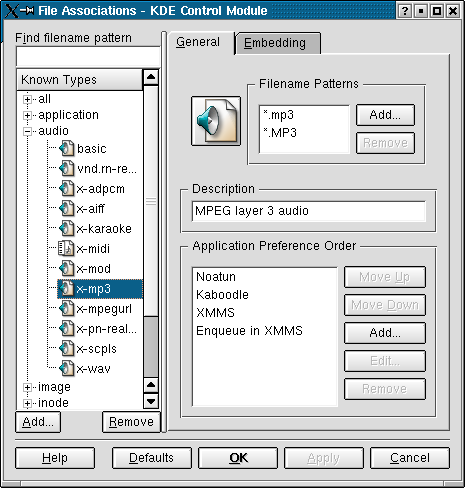 File Associations - KDE Control Module
Find filename pattern
Known Types
all
application
audio
basic
vnd.rn-re...
x-adpcm
x-aiff
x-karaoke
x-midi
x-mod
x-mp3
x-mpegurl
x-pn-real...
x-scpls
x-wav
image
inode
Add...
Remove
General
Embedding
Filename Patterns
*.mp3
*.MP3
Add...
Remove
Description
MPEG layer 3 audio
Application Preference Order
Noatun
Kaboodle
XMMS
Enqueue in XMMS
Move Up
Move Down
Add...
Edit...
Remove
Help
Defaults
OK
Apply
Cancel